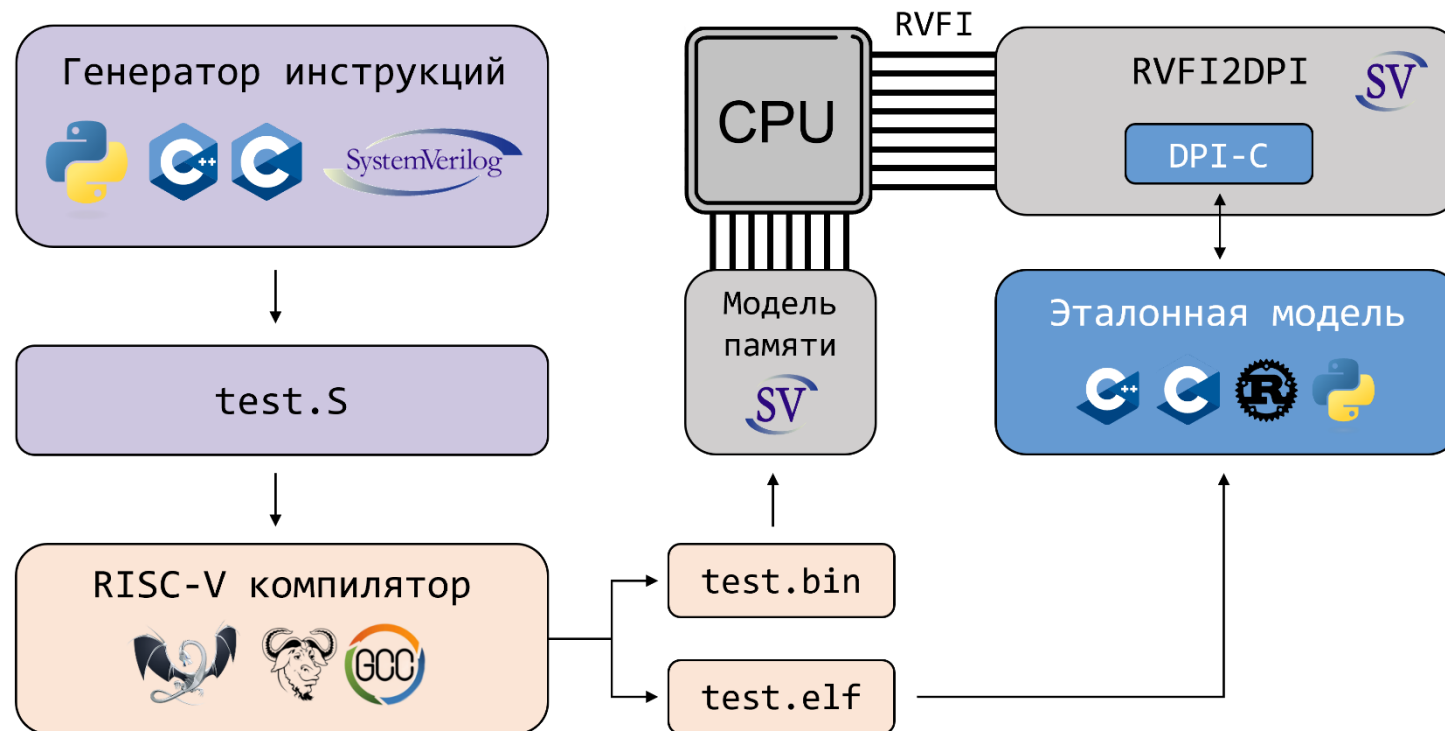 Генератор инструкций
C++
C
SystemVerilog
test.S
RISC-V компилятор
GCC
test.bin
test.elf
CPU
RVFI
RVFI2DPI
SV
DPI-C
Модель
памяти
SV
Эталонная модель
C++
C
R